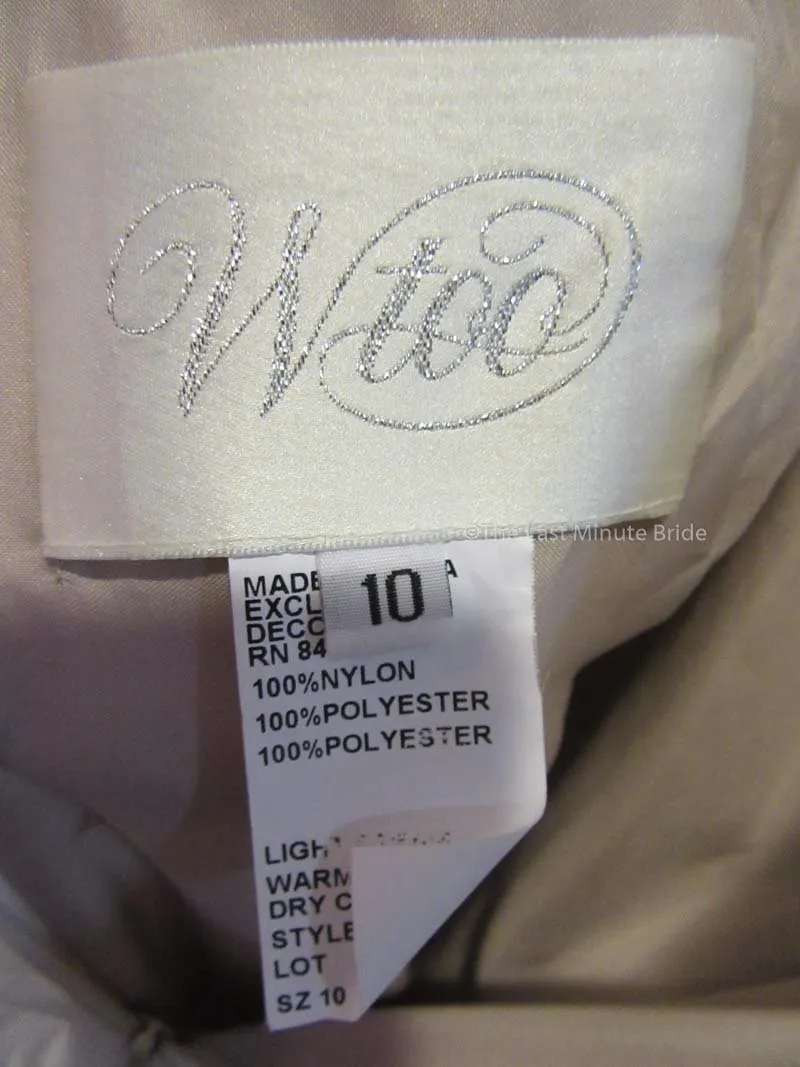 Wtoo
©The Last Minute Bride
10
MADE A
EXCL
DECO
RN 84
100%NYLON
100%POLYESTER
100%POLYESTER
LIGH
WARM
DRY C
STYLE
LOT
SZ 10